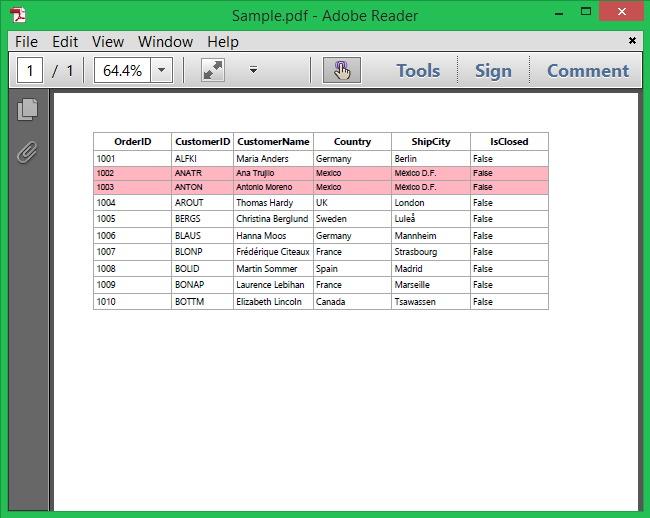 Sample.pdf - Adobe Reader
File Edit View Window Help
1 / 1 64.4% Tools Sign Comment
OrderID CustomerID CustomerName Country ShipCity IsClosed
1001 ALFKI Maria Anders Germany Berlin False
1002 ANATR Ana Trujilo Mexico México D.F. False
1003 ANTON Antonio Moreno Mexico México D.F. False
1004 AROUT Thomas Hardy UK London False
1005 BERGS Christina Berglund Sweden Luleå False
1006 BLAUS Hanna Moos Germany Mannheim False
1007 BLONP Frédérique Citeaux France Strasbourg False
1008 BOLID Martin Sommer Spain Madrid False
1009 BONAP Laurence Lebihan France Marseille False
1010 BOTTM Elizabeth Lincoln Canada Tsawassen False